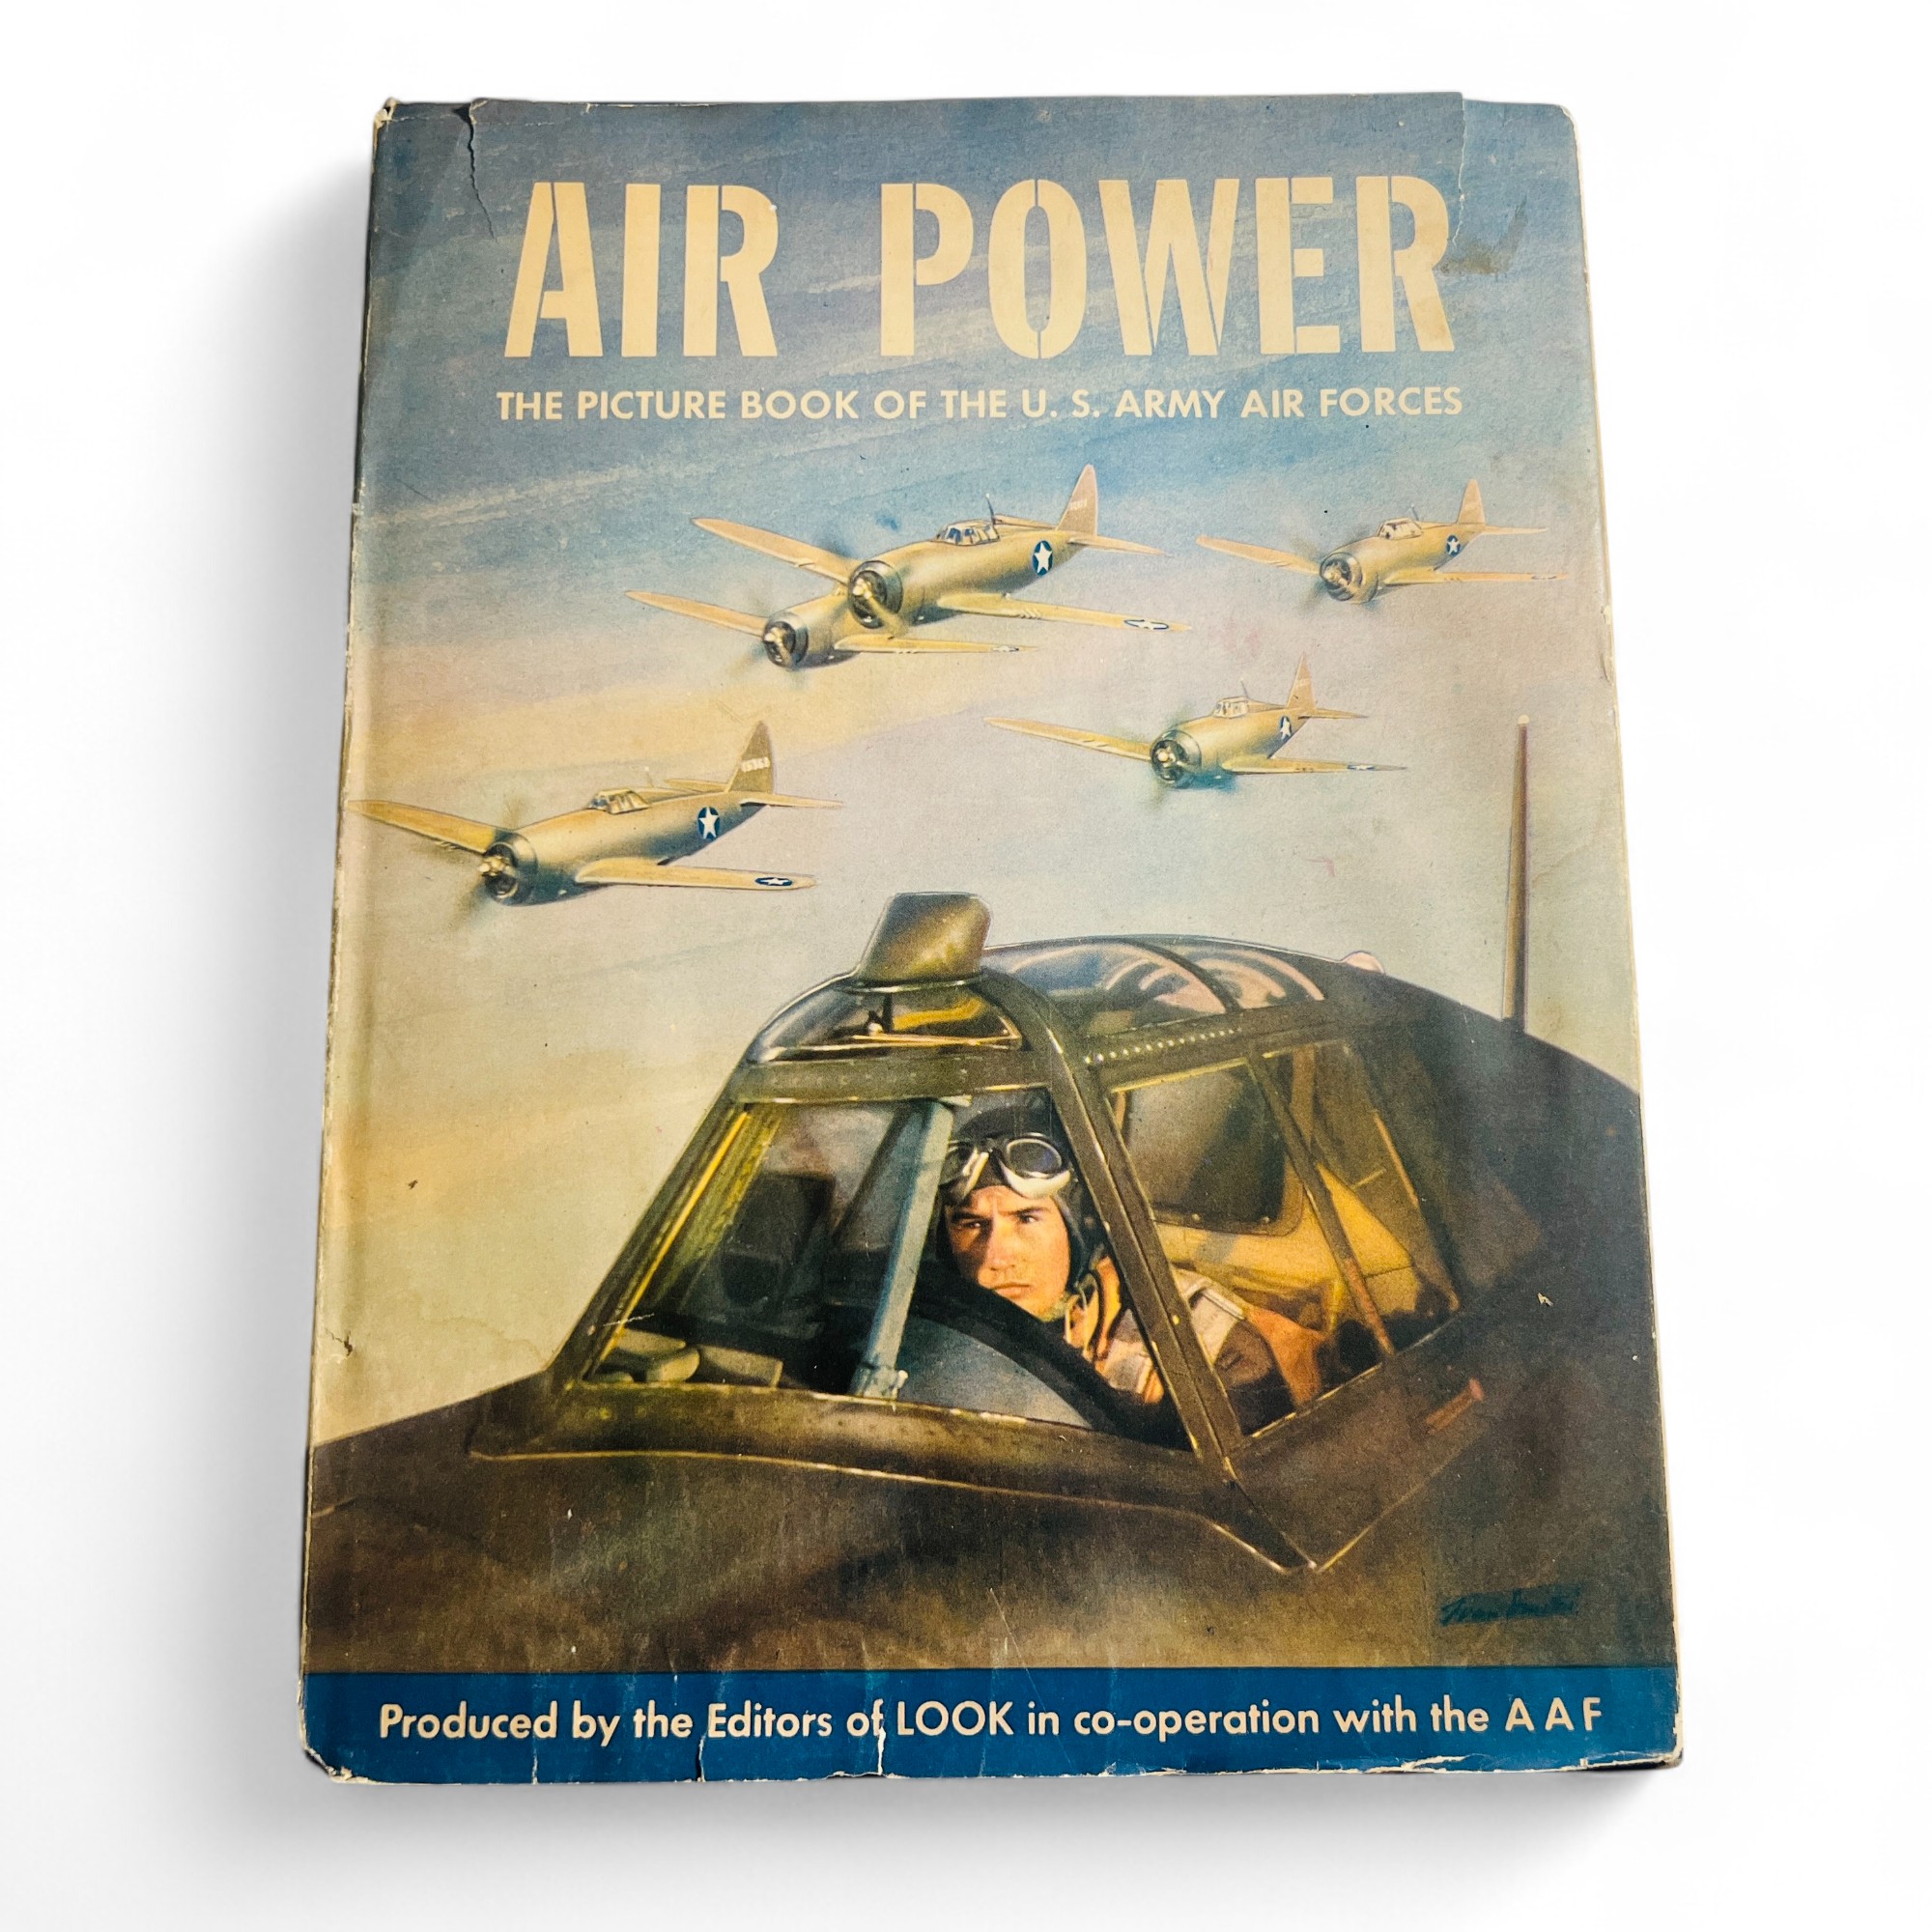 AIR POWER
THE PICTURE BOOK OF THE U. S. ARMY AIR FORCES
Produced by the Editors of LOOK in co-operation with the A A F